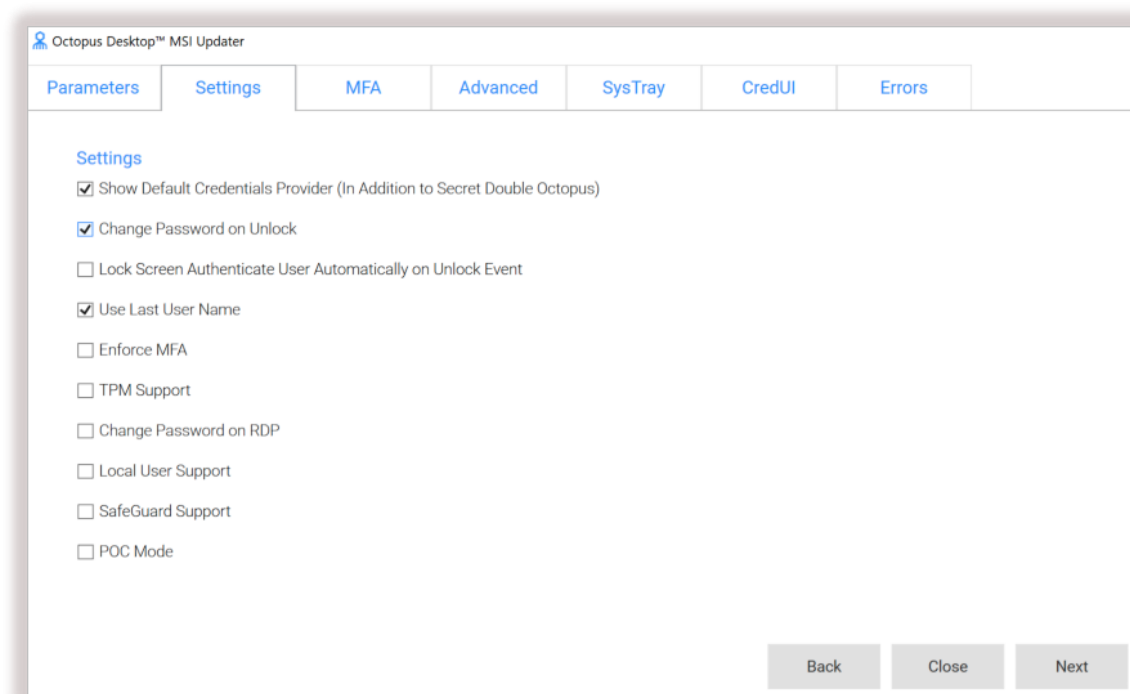 Octopus Desktop™ MSI Updater
Parameters Settings MFA Advanced SysTray CredUI Errors
Settings
Show Default Credentials Provider (In Addition to Secret Double Octopus)
Change Password on Unlock
Lock Screen Authenticate User Automatically on Unlock Event
Use Last User Name
Enforce MFA
TPM Support
Change Password on RDP
Local User Support
SafeGuard Support
POC Mode
Back Close Next